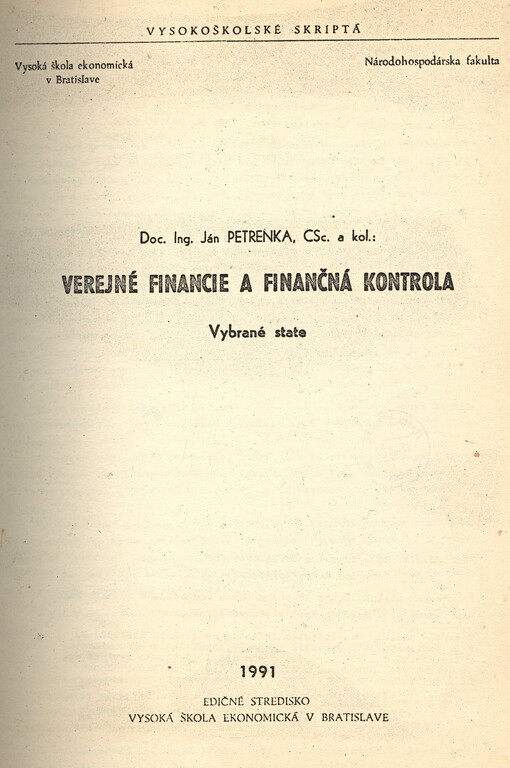 VYSOKOŠKOLSKÉ SKRIPTÁ
Vysoká škola ekonomická
v Bratislave
Národohospodárska fakulta
Doc. Ing. Ján PETRENKA, CSc. a kol.:
VEREJNÉ FINANCIE A FINANČNÁ KONTROLA
Vybrané state
1991
EDIČNÉ STREDISKO
VYSOKÁ ŠKOLA EKONOMICKÁ V BRATISLAVE